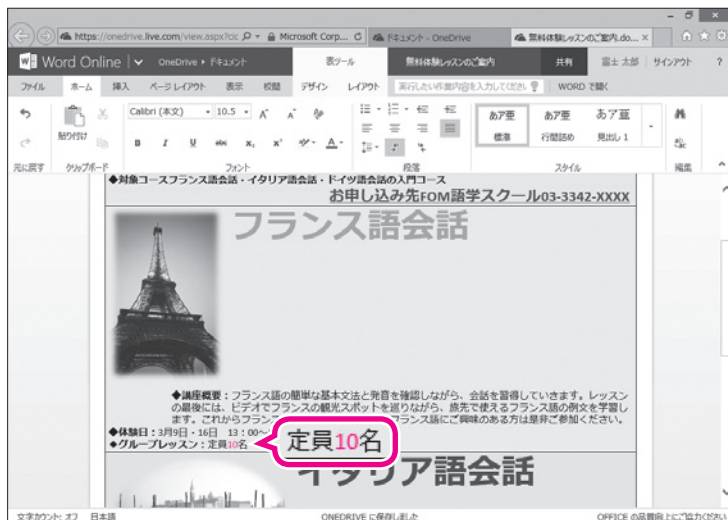 https://onedrive.live.com/view.aspx?cic
Microsoft Corp...
ドキュメント - OneDrive
無料体験レッスンのご案内.do...
Word Online
OneDrive ▸ ドキュメント
表ツール
無料体験レッスンのご案内
共有
富士 太郎
サインアウト
?
ファイル
ホーム
挿入
ページ レイアウト
表示
校閲
デザイン
レイアウト
実行したい作業内容を入力してください
WORD で開く
貼り付け
Calibri (本文)
10.5
B I U abc x₂ x²
あア亜
標準
あア亜
行間詰め
あア亜
見出し 1
元に戻す
クリップボード
フォント
段落
スタイル
編集
◆対象コースフランス語会話・イタリア語会話・ドイツ語会話の入門コース
お申し込み先FOM語学スクール03-3342-XXXX
フランス語会話
◆講座概要：フランス語の簡単な基本文法と発音を確認しながら、会話を習得していきます。レッスン
の最後には、ビデオでフランスの観光スポットを巡りながら、旅先で使えるフランス語の例文を学習し
ます。これからフラン
フランス語にご興味のある方は是非ご参加ください。
◆体験日：3月9日・16日 13：00～
◆グループレッスン：定員10名
定員10名
イタリア語会話
文字カウント: オフ
日本語
ONEDRIVE に保存しました
OFFICE の品質向上にご協力ください